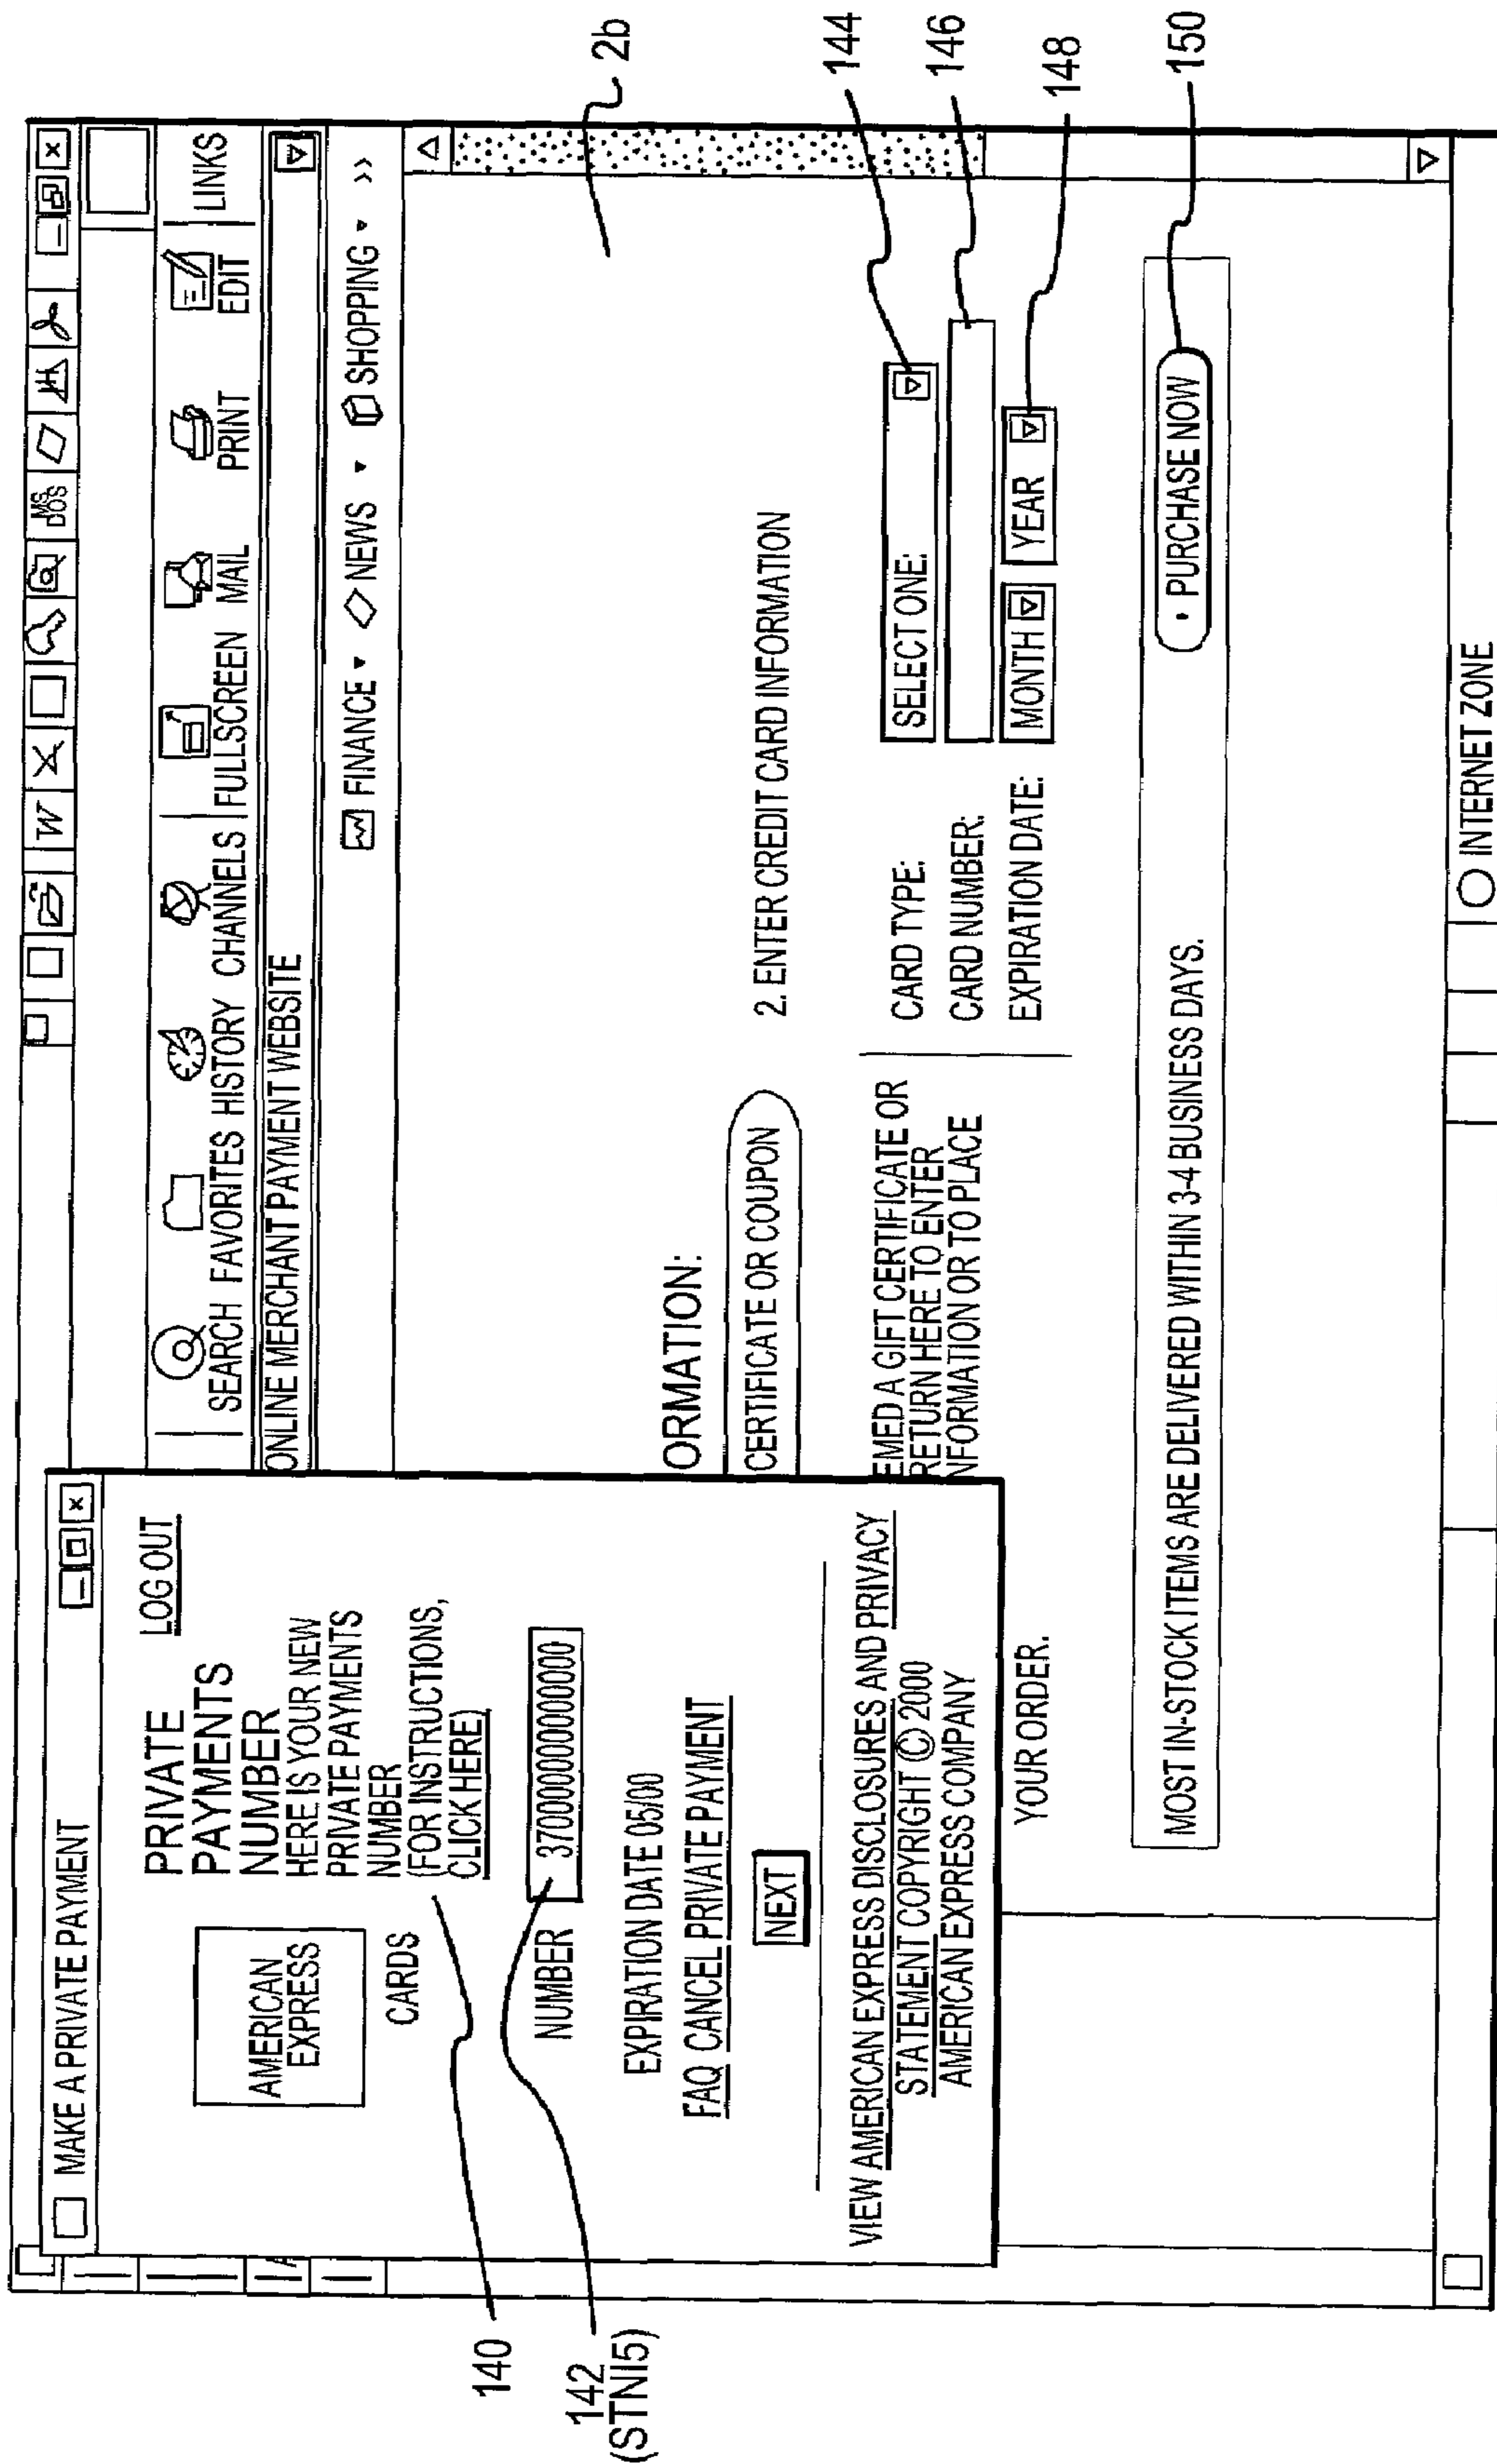 MS
DOS
SEARCH FAVORITES HISTORY CHANNELS FULLSCREEN MAIL PRINT EDIT LINKS
ONLINE MERCHANT PAYMENT WEBSITE
FINANCE NEWS SHOPPING >>
2b
MAKE A PRIVATE PAYMENT
LOG OUT
AMERICAN
EXPRESS
CARDS
PRIVATE
PAYMENTS
NUMBER
HERE IS YOUR NEW
PRIVATE PAYMENTS
NUMBER
(FOR INSTRUCTIONS,
CLICK HERE)
NUMBER
EXPIRATION DATE 05/00
FAQ CANCEL PRIVATE PAYMENT
NEXT
VIEW AMERICAN EXPRESS DISCLOSURES AND PRIVACY
STATEMENT COPYRIGHT © 2000
AMERICAN EXPRESS COMPANY
140
142
(STNI5)
ORMATION:
CERTIFICATE OR COUPON
2. ENTER CREDIT CARD INFORMATION
EMED A GIFT CERTIFICATE OR
RETURN HERE TO ENTER
NFORMATION OR TO PLACE
YOUR ORDER.
CARD TYPE: SELECT ONE:
CARD NUMBER:
EXPIRATION DATE: MONTH YEAR
144
146
148
MOST IN-STOCK ITEMS ARE DELIVERED WITHIN 3-4 BUSINESS DAYS.
• PURCHASE NOW
150
INTERNET ZONE